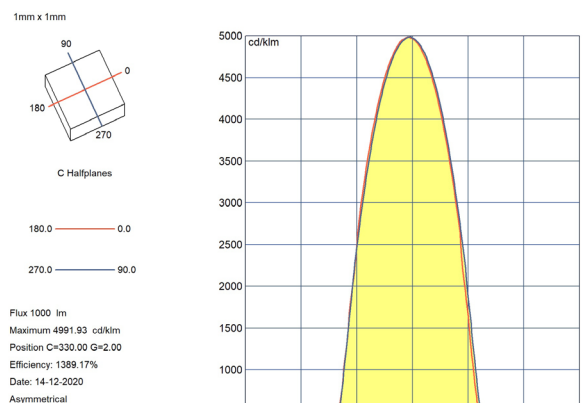 1mm x 1mm
90
0
180
270
C Halfplanes
180.0 0.0
270.0 90.0
Flux 1000 lm
Maximum 4991.93 cd/klm
Position C=330.00 G=2.00
Efficiency: 1389.17%
Date: 14-12-2020
Asymmetrical
5000 cd/klm
4500
4000
3500
3000
2500
2000
1500
1000